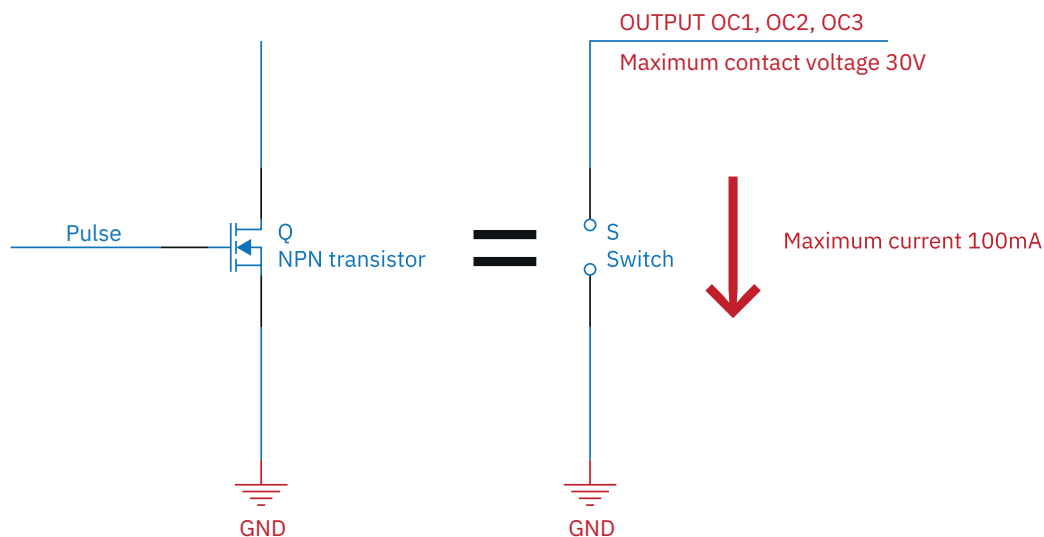 OUTPUT OC1, OC2, OC3
Maximum contact voltage 30V
Pulse
Q
NPN transistor
S
Switch
Maximum current 100mA
GND
GND